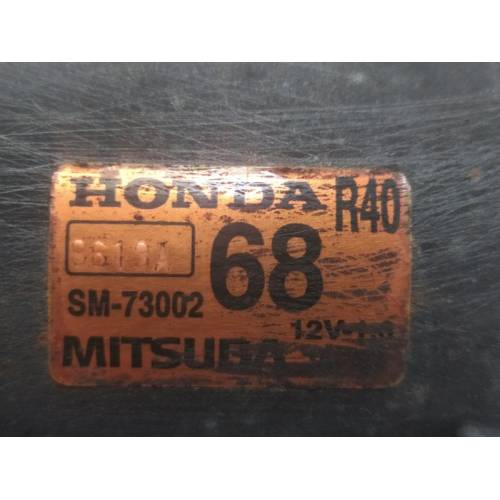 HONDA
R40
68
SM-73002
MITSUBA